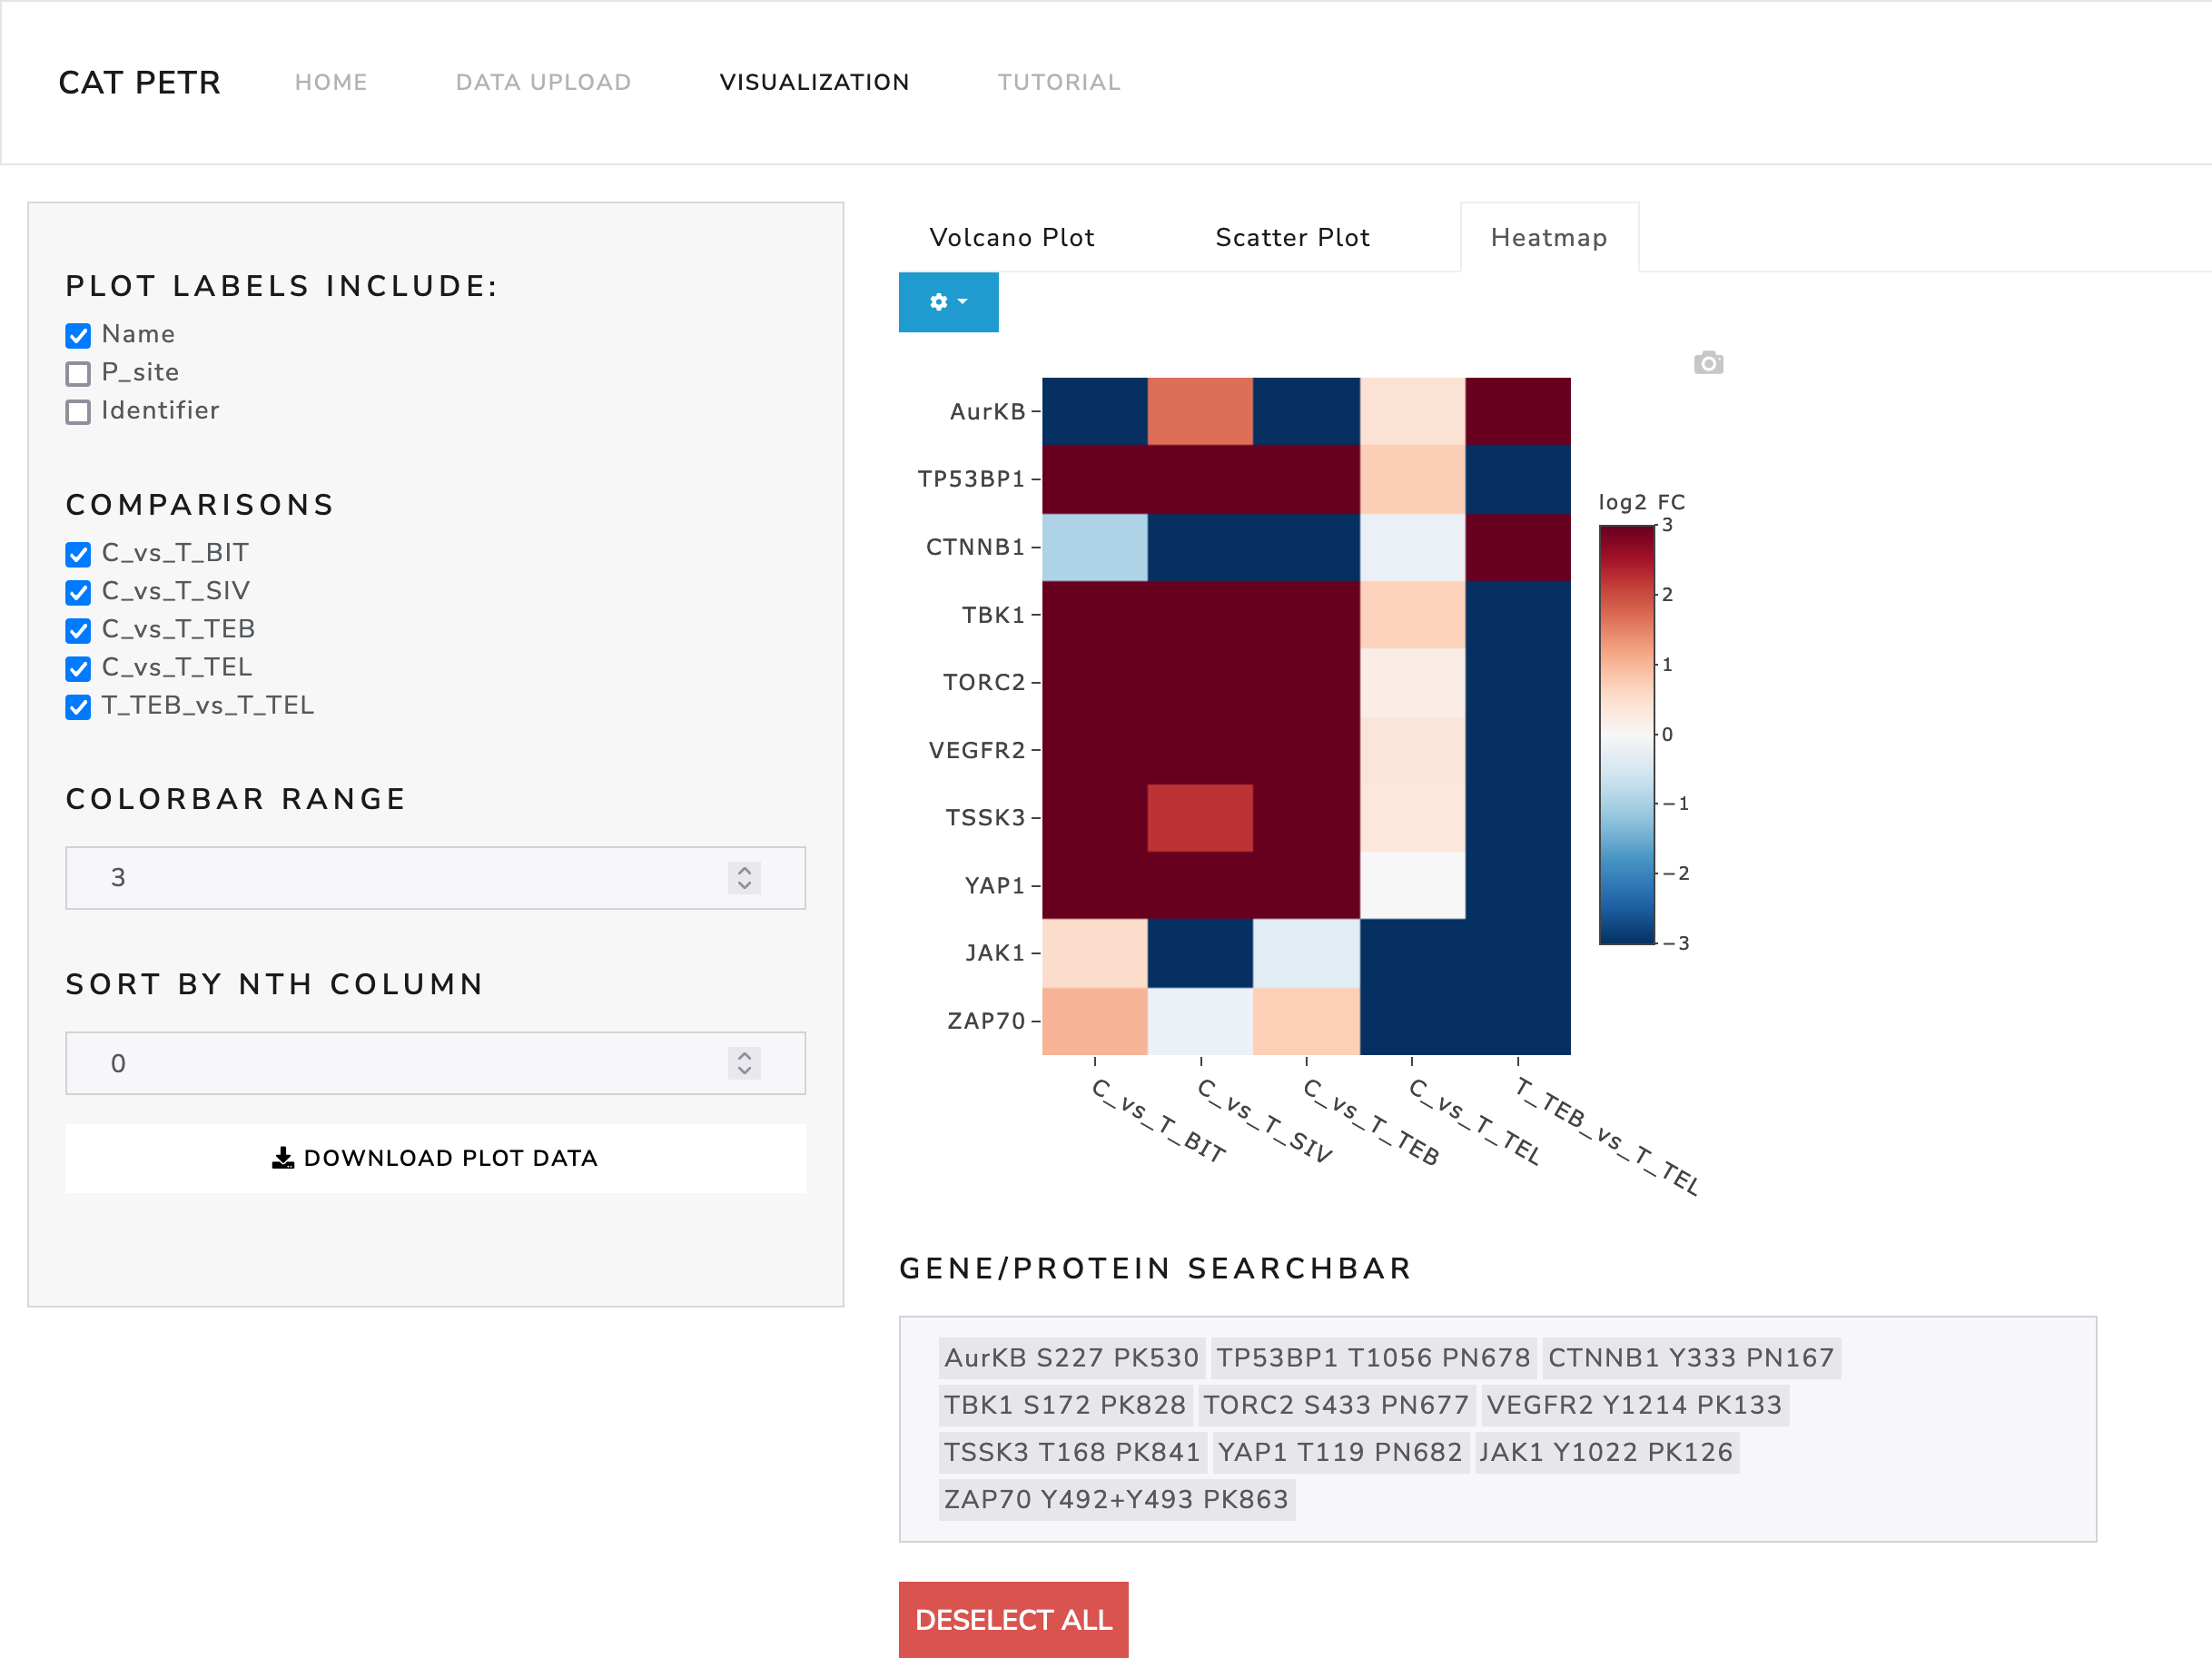 CAT PETR HOME DATA UPLOAD VISUALIZATION TUTORIAL
PLOT LABELS INCLUDE:
Name
P_site
Identifier
COMPARISONS
C_vs_T_BIT
C_vs_T_SIV
C_vs_T_TEB
C_vs_T_TEL
T_TEB_vs_T_TEL
COLORBAR RANGE
3
SORT BY NTH COLUMN
0
DOWNLOAD PLOT DATA
Volcano Plot Scatter Plot Heatmap
AurKB
TP53BP1
CTNNB1
TBK1
TORC2
VEGFR2
TSSK3
YAP1
JAK1
ZAP70
C_vs_T_BIT
C_vs_T_SIV
C_vs_T_TEB
C_vs_T_TEL
T_TEB_vs_T_TEL
log2 FC
3
2
1
0
−1
−2
−3
GENE/PROTEIN SEARCHBAR
AurKB S227 PK530 TP53BP1 T1056 PN678 CTNNB1 Y333 PN167
TBK1 S172 PK828 TORC2 S433 PN677 VEGFR2 Y1214 PK133
TSSK3 T168 PK841 YAP1 T119 PN682 JAK1 Y1022 PK126
ZAP70 Y492+Y493 PK863
DESELECT ALL